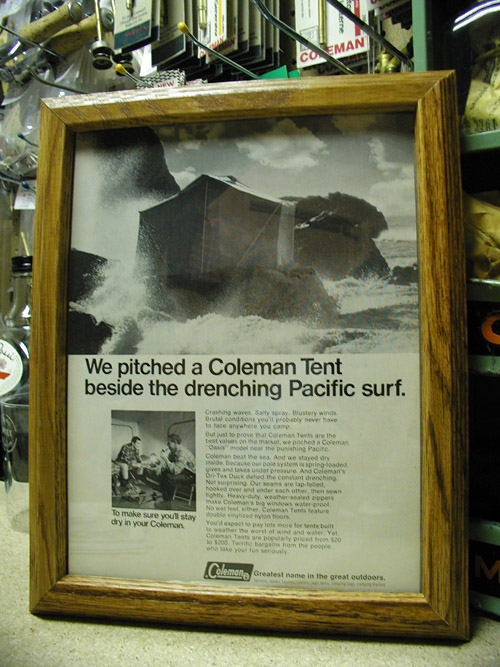 COLEMAN
We pitched a Coleman Tent
beside the drenching Pacific surf.
Crashing waves. Salty spray. Blustery winds.
Brutal conditions you'll probably never have
to face anywhere you camp.
But just to prove that Coleman Tents are the
best values on the market, we pitched a Coleman
"Oasis" model near the punishing Pacific.
Coleman beat the sea. And we stayed dry
inside. Because our pole system is spring-loaded,
gives and takes under pressure. And Coleman's
Dri-Tex Duck defied the constant drenching.
Not surprising. Our seams are lap-felled,
hooked over and under each other, then sewn
tightly. Heavy-duty, weather-sealed zippers
make Coleman's big windows water-proof.
No wet feet, either. Coleman Tents feature
double vinylized nylon floors.
You'd expect to pay lots more for tents built
to weather the worst of wind and water. Yet,
Coleman Tents are popularly priced from $20
to $200. Terrific bargains from the people
who take your fun seriously.
To make sure you'll stay
dry in your Coleman.
Coleman
Greatest name in the great outdoors.